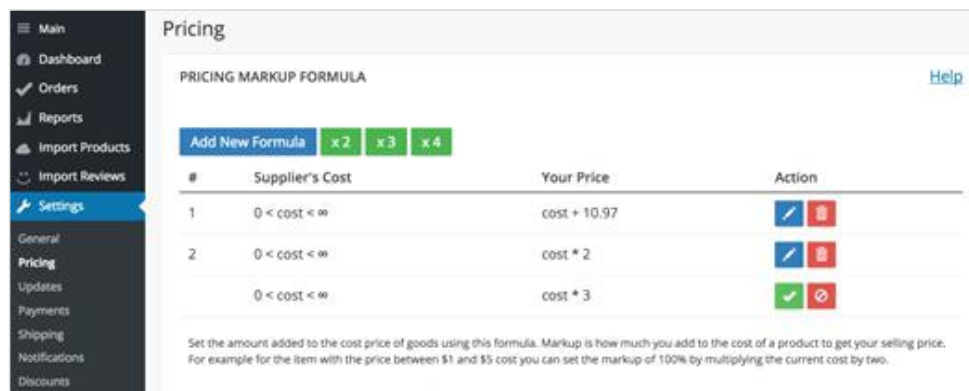 Main
Dashboard
Orders
Reports
Import Products
Import Reviews
Settings
General
Pricing
Updates
Payments
Shipping
Notifications
Discounts
Pricing
PRICING MARKUP FORMULA
Help
Add New Formula x 2 x 3 x 4
# Supplier's Cost Your Price Action
1 0 < cost < ∞ cost + 10.97
2 0 < cost < ∞ cost * 2
0 < cost < ∞ cost * 3
Set the amount added to the cost price of goods using this formula. Markup is how much you add to the cost of a product to get your selling price.
For example for the item with the price between $1 and $5 cost you can set the markup of 100% by multiplying the current cost by two.